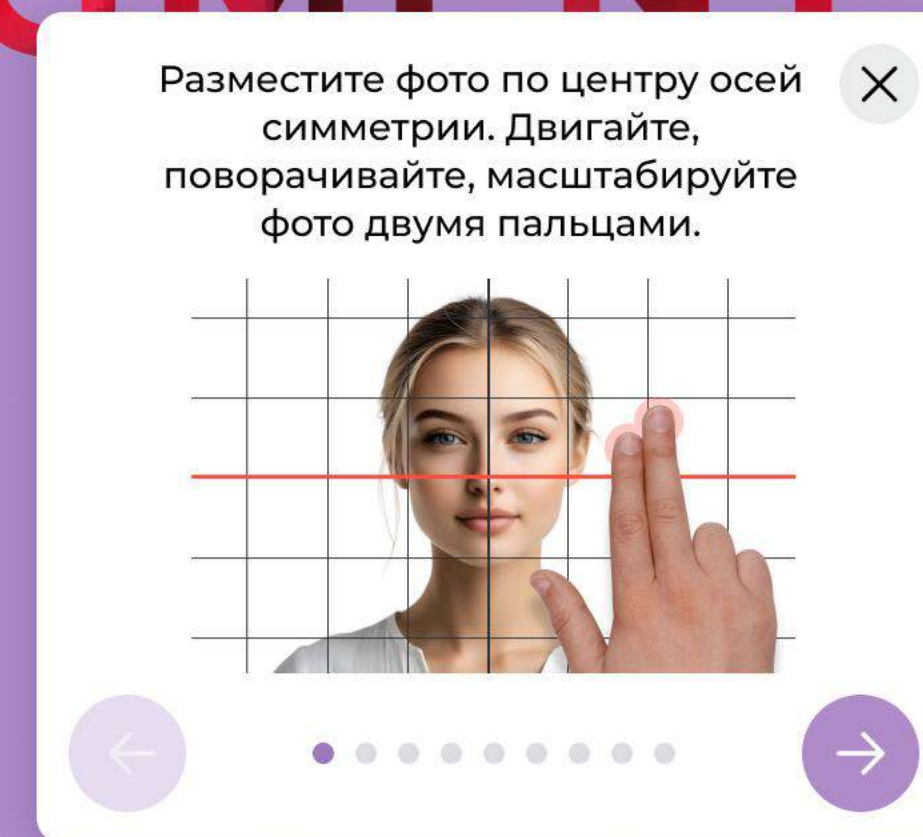 Разместите фото по центру осей
симметрии. Двигайте,
поворачивайте, масштабируйте
фото двумя пальцами.